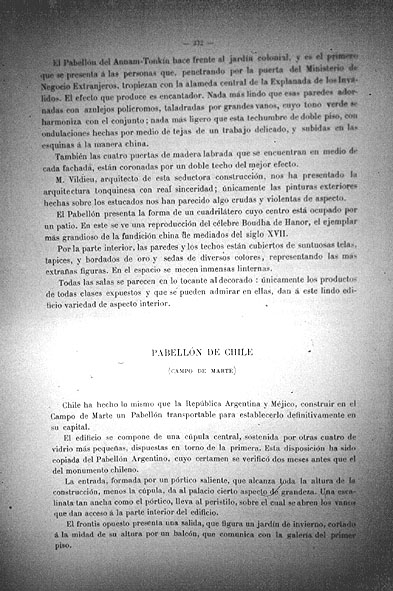 — 372 —
El Pabellón del Annam-Tonkín hace frente al jardín colonial, y es el primero
que se presenta á las personas que, penetrando por la puerta del Ministerio de
Negocio Extranjeros, tropiezan con la alameda central de la Explanada de los Inva-
lidos. El efecto que produce es encantador. Nada más lindo que esas paredes ador-
nadas con azulejos policromos, taladradas por grandes vanos, cuyo tono verde se
harmoniza con el conjunto; nada más ligero que esta techumbre de doble piso, con
ondulaciones hechas por medio de tejas de un trabajo delicado, y subidas en las
esquinas á la manera china.
También las cuatro puertas de madera labrada que se encuentran en medio de
cada fachada, están coronadas por un doble techo del mejor efecto.
M. Vildieu, arquitecto de esta seductora construcción, nos ha presentado la
arquitectura tonquinesa con real sinceridad; únicamente las pinturas exteriores
hechas sobre los estucados nos han parecido algo crudas y violentas de aspecto.
El Pabellón presenta la forma de un cuadrilátero cuyo centro está ocupado por
un patio. En este se ve una reproducción del célebre Boudha de Hanor, el ejemplar
más grandioso de la fundición china de mediados del siglo XVII.
Por la parte interior, las paredes y los techos están cubiertos de suntuosas telas,
tapices, y bordados de oro y sedas de diversos colores, representando las más
extrañas figuras. En el espacio se mecen inmensas linternas.
Todas las salas se parecen en lo tocante al decorado : únicamente los productos
de todas clases expuestos y que se pueden admirar en ellas, dan á este lindo edi-
ficio variedad de aspecto interior.
PABELLÓN DE CHILE
(CAMPO DE MARTE)
Chile ha hecho lo mismo que la República Argentina y Méjico, construir en el
Campo de Marte un Pabellón transportable para establecerlo definitivamente en
su capital.
El edificio se compone de una cúpula central, sostenida por otras cuatro de
vidrio más pequeñas, dispuestas en torno de la primera. Esta disposición ha sido
copiada del Pabellón Argentino, cuyo certamen se verificó dos meses antes que el
del monumento chileno.
La entrada, formada por un pórtico saliente, que alcanza toda la altura de la
construcción, menos la cúpula, da al palacio cierto aspecto de grandeza. Una esca-
linata tan ancha como el pórtico, lleva al peristilo, sobre el cual se abren los vanos
que dan acceso á la parte interior del edificio.
El frontis opuesto presenta una salida, que figura un jardín de invierno, cortado
á la midad de su altura por un balcón, que comunica con la galería del primer
piso.